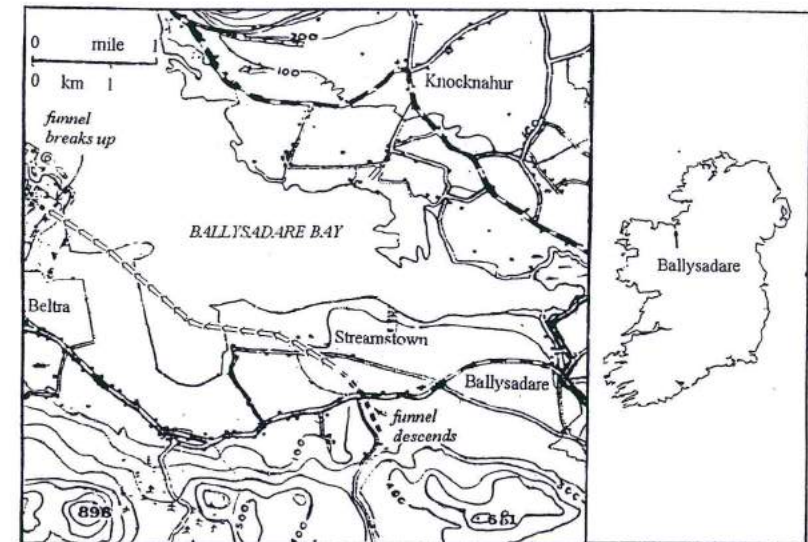 0 mile 1
0 km 1
funnel
breaks up
200
100
Knocknahur
BALLYSADARE BAY
Beltra
Streamstown
Ballysadare
funnel
descends
100
898
Ballysadare